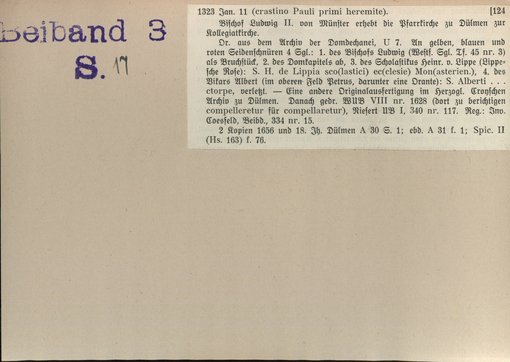 Beiband 3
S. 17
1323 Jan. 11 (crastino Pauli primi heremite). [124
Bischof Ludwig II. von Münster erhebt die Pfarrkirche zu Dülmen zur
Kollegiatkirche.
Or. aus dem Archiv der Domdechanei, U 7. An gelben, blauen und
roten Seidenschnüren 4 Sgl.: 1. des Bischofs Ludwig (Westf. Sgl. Tf. 45 nr. 3)
als Bruchstück, 2. des Domkapitels ab, 3. des Scholastikus Heinr. v. Lippe (Lippe-
sche Rose): S. H. de Lippia sco(lastici) ec(clesie) Mon(asterien.), 4. des
Vikars Albert (im oberen Feld Petrus, darunter eine Orante): S. Alberti . . .
ctorpe, verletzt. — Eine andere Originalausfertigung im Herzogl. Croyschen
Archiv zu Dülmen. Danach gedr. WUB VIII nr. 1628 (dort zu berichtigen
compelleretur für compellaretur), Niesert UB I, 340 nr. 117. Reg.: Inv.
Coesfeld, Beibd., 334 nr. 15.
2 Kopien 1656 und 18. Jh. Dülmen A 30 S. 1; ebd. A 31 f. 1; Spic. II
(Hs. 163) f. 76.